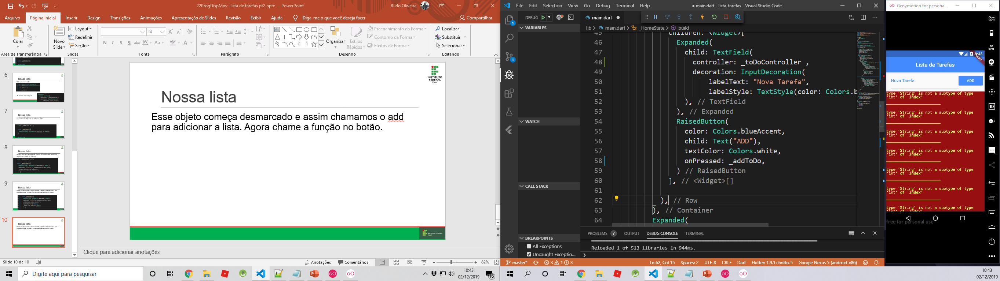 22ProgDispMov -lista de tarefas pt2.pptx - PowerPoint
Rildo Oliveira
Arquivo Página Inicial Inserir Design Transições Animações Apresentação de Slides Revisão Exibir Ajuda Diga-me o que você deseja fazer Compartilhar
Colar
Novo Slide
Layout
Redefinir
Seção
24
N I S S abc AV Aa A
Organizar
Estilos Rápidos
Preenchimento da Forma
Contorno da Forma
Efeitos de Forma
Localizar
Substituir
Selecionar
Área de Transferência Slides Fonte Parágrafo Desenho Editando
6
Nossa lista
7
Nossa lista
8
Nossa lista
9
Nossa lista
10
Nossa lista
INSTITUTO
FEDERAL
Piauí
Nossa lista
Esse objeto começa desmarcado e assim chamamos o add
para adicionar a lista. Agora chame a função no botão.
INSTITUTO FEDERAL
Clique para adicionar anotações
Slide 10 de 10
Anotações Comentários 82%
Digite aqui para pesquisar
10:43
02/12/2019
16
File Edit Selection View Go Debug Terminal Help
● main.dart - lista_tarefas - Visual Studio Code
DEBUG
main.dart
VARIABLES
lib > main.dart > _HomeState > build
WATCH
CALL STACK
BREAKPOINTS
All Exceptions
Uncaught Exceptio...
45 children: <Widget>[
46 Expanded(
47 child: TextField(
48 controller: _toDoController ,
49 decoration: InputDecoration(
50 labelText: "Nova Tarefa",
51 labelStyle: TextStyle(color: Colors.b
52 ), // TextField
53 ), // Expanded
54 RaisedButton(
55 color: Colors.blueAccent,
56 child: Text("ADD"),
57 textColor: Colors.white,
58 onPressed: _addToDo,
59 ) // RaisedButton
60 ], // <Widget>[]
61
62 ), // Row
63 ), // Container
64 Expanded(
PROBLEMS 7 OUTPUT DEBUG CONSOLE TERMINAL
Reloaded 1 of 513 libraries in 944ms.
master* 3 1 3
Ln 62, Col 15 Spaces: 2 UTF-8 CRLF Dart Flutter: 1.9.1+hotfix.5 Google Nexus 5 (android-x86)
Genymotion for persona...
8:43
DEBUG
Lista de Tarefas
Nova Tarefa
ADD
type 'String' is not a subtype of type
'int' of 'index'
type 'String' is not a subtype of type
'int' of 'index'
type 'String' is not a subtype of type
'int' of 'index'
type 'String' is not a subtype of type
'int' of 'index'
type 'String' is not a subtype of type
'int' of 'index'
type 'String' is not a subtype of type
'int' of 'index'
type 'String' is not a subtype of type
'int' of 'index'
free for personal use
Open
GAPPS
GPS
ID
10:43
02/12/2019